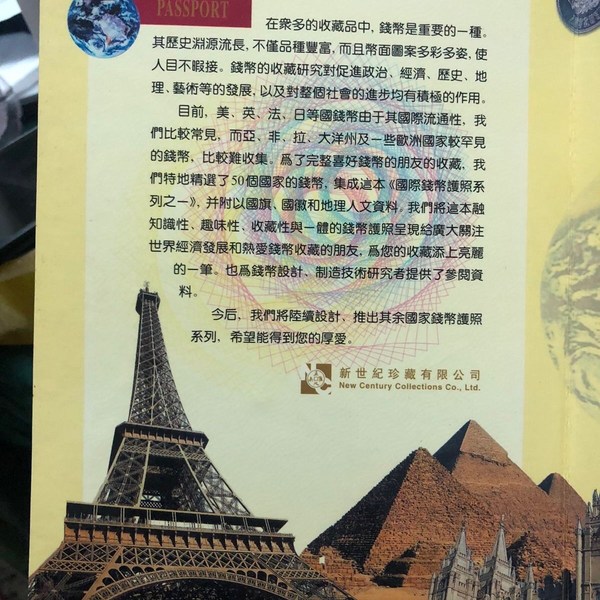 PASSPORT
在衆多的收藏品中，錢幣是重要的一種。
其歷史淵源流長，不僅品種豐富，而且幣面圖案多彩多姿，使
人目不暇接。錢幣的收藏研究對促進政治、經濟、歷史、地
理、藝術等的發展，以及對整個社會的進步均有積極的作用。
目前，美、英、法、日等國錢幣由于其國際流通性，我
們比較常見，而亞、非、拉、大洋州及一些歐洲國家較罕見
的錢幣，比較難收集。爲了完整喜好錢幣的朋友的收藏，我
們特地精選了50個國家的錢幣，集成這本《國際錢幣護照系
列之一》，并附以國旗、國徽和地理人文資料。我們將這本融
知識性、趣味性、收藏性與一體的錢幣護照呈現給廣大關注
世界經濟發展和熱愛錢幣收藏的朋友，爲您的收藏添上亮麗
的一筆。也爲錢幣設計、制造技術研究者提供了參閱資
料。
今后，我們將陸續設計、推出其余國家錢幣護照
系列，希望能得到您的厚愛。
新世紀珍藏有限公司
New Century Collections Co., Ltd.